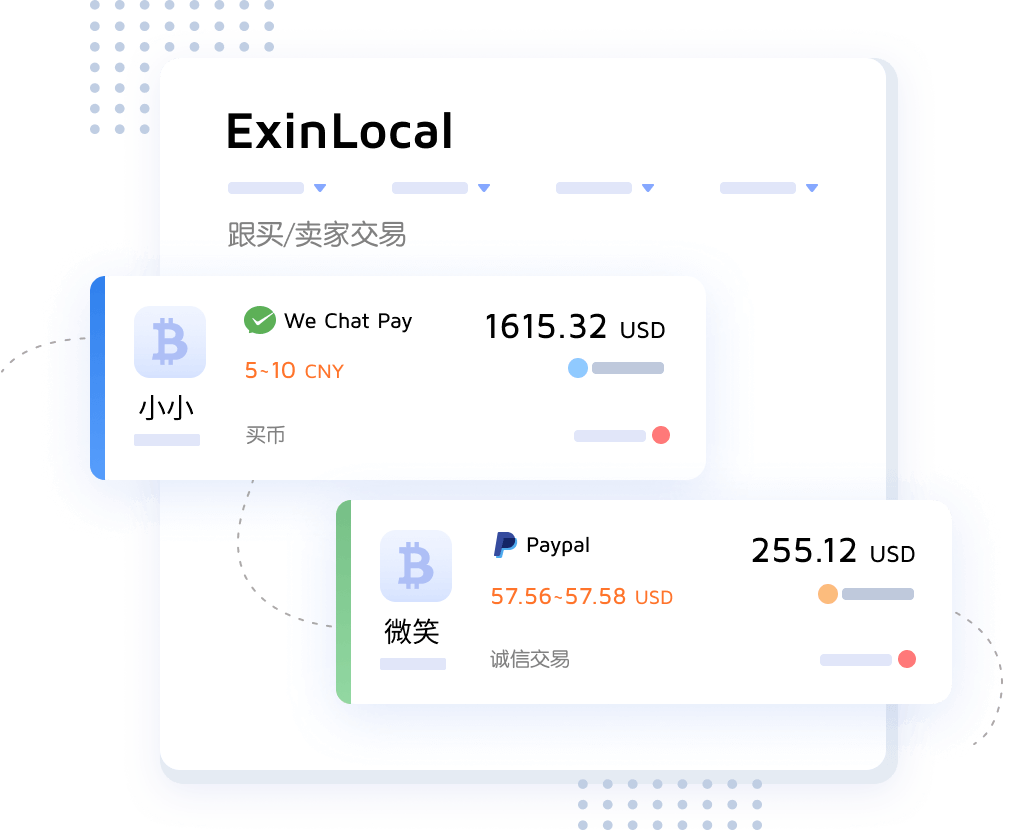 ExinLocal
跟买/卖家交易
We Chat Pay
1615.32 USD
5~10 CNY
小小
买币
Paypal
255.12 USD
57.56~57.58 USD
微笑
诚信交易